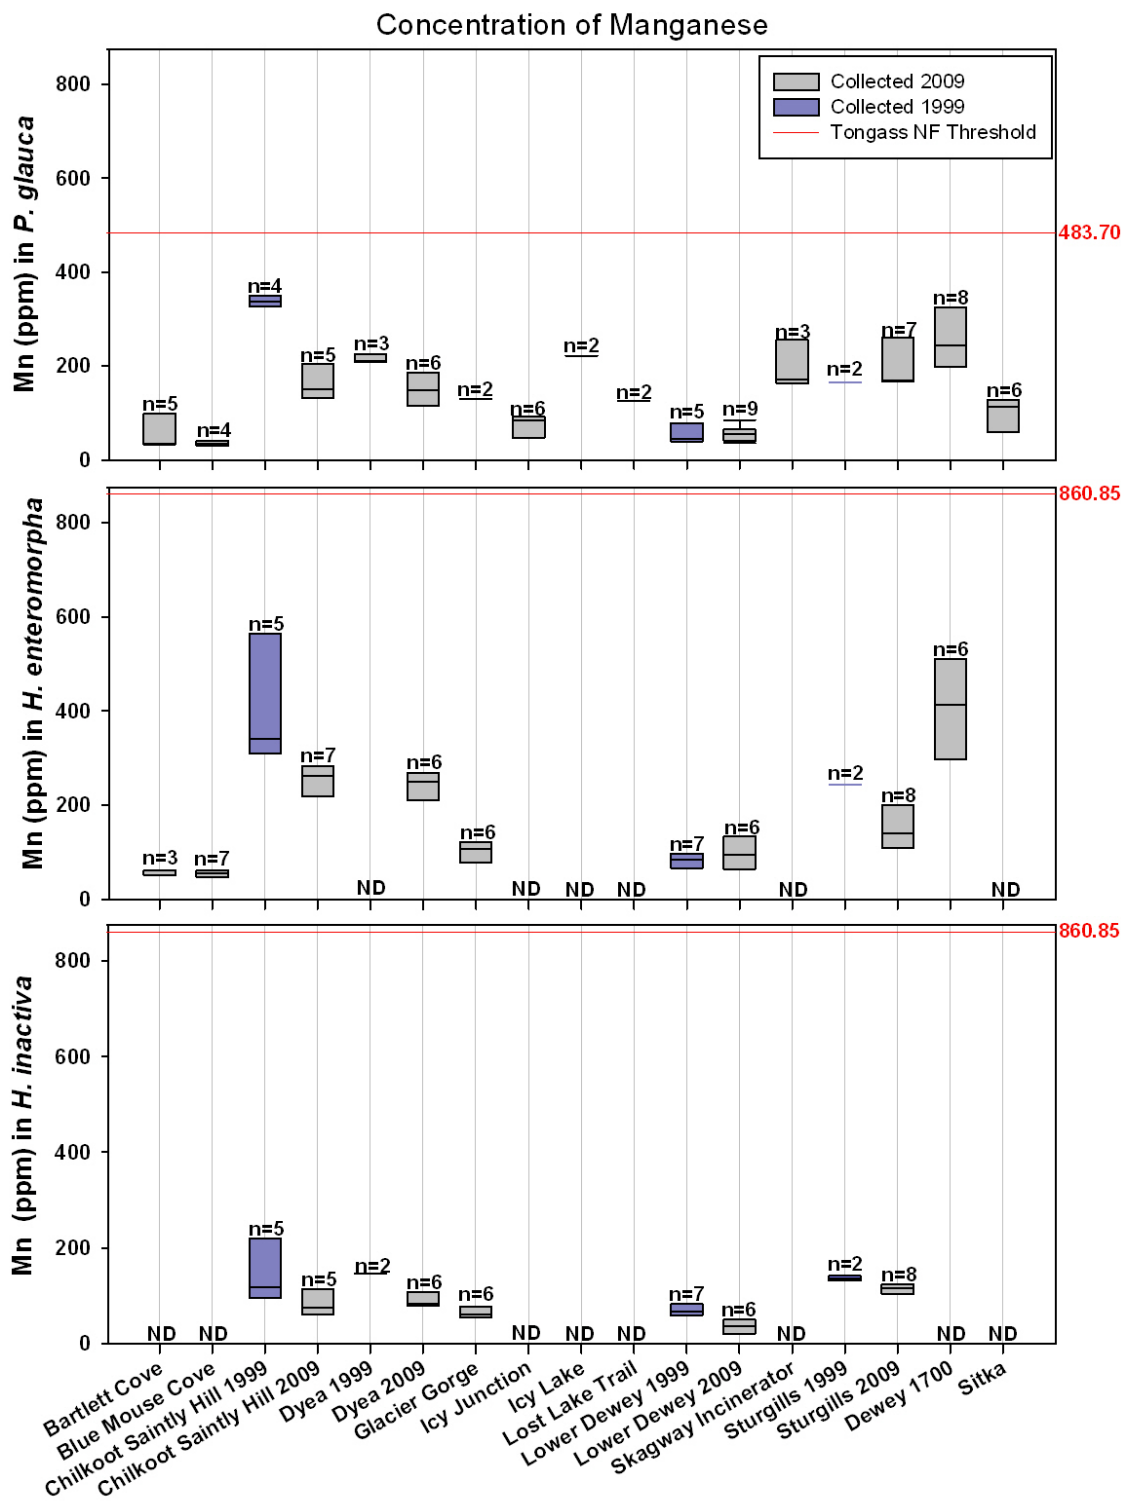 Concentration of Manganese
Collected 2009
Collected 1999
Tongass NF Threshold
Mn (ppm) in P. glauca
800
600
400
200
0
483.70
n=5
n=4
n=4
n=5
n=3
n=6
n=2
n=6
n=2
n=2
n=5
n=9
n=3
n=2
n=7
n=8
n=6
Mn (ppm) in H. enteromorpha
800
600
400
200
0
860.85
n=3
n=7
n=5
n=7
ND
n=6
n=6
ND
ND
ND
n=7
n=6
ND
n=2
n=8
n=6
ND
Mn (ppm) in H. inactiva
800
600
400
200
0
860.85
ND
ND
n=5
n=5
n=2
n=6
n=6
ND
ND
ND
n=7
n=6
ND
n=2
n=8
ND
ND
Bartlett Cove
Blue Mouse Cove
Chilkoot Saintly Hill 1999
Chilkoot Saintly Hill 2009
Dyea 1999
Dyea 2009
Glacier Gorge
Icy Junction
Icy Lake
Lost Lake Trail
Lower Dewey 1999
Lower Dewey 2009
Skagway Incinerator
Sturgills 1999
Sturgills 2009
Dewey 1700
Sitka